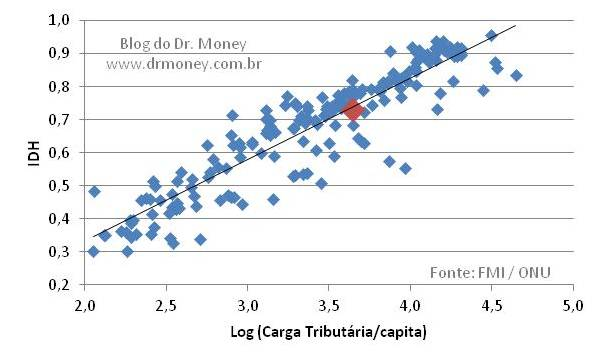 1,0
Blog do Dr. Money
www.drmoney.com.br
0,9
0,8
0,7
IDH
0,6
0,5
0,4
0,3
Fonte: FMI / ONU
0,2
2,0 2,5 3,0 3,5 4,0 4,5 5,0
Log (Carga Tributária/capita)